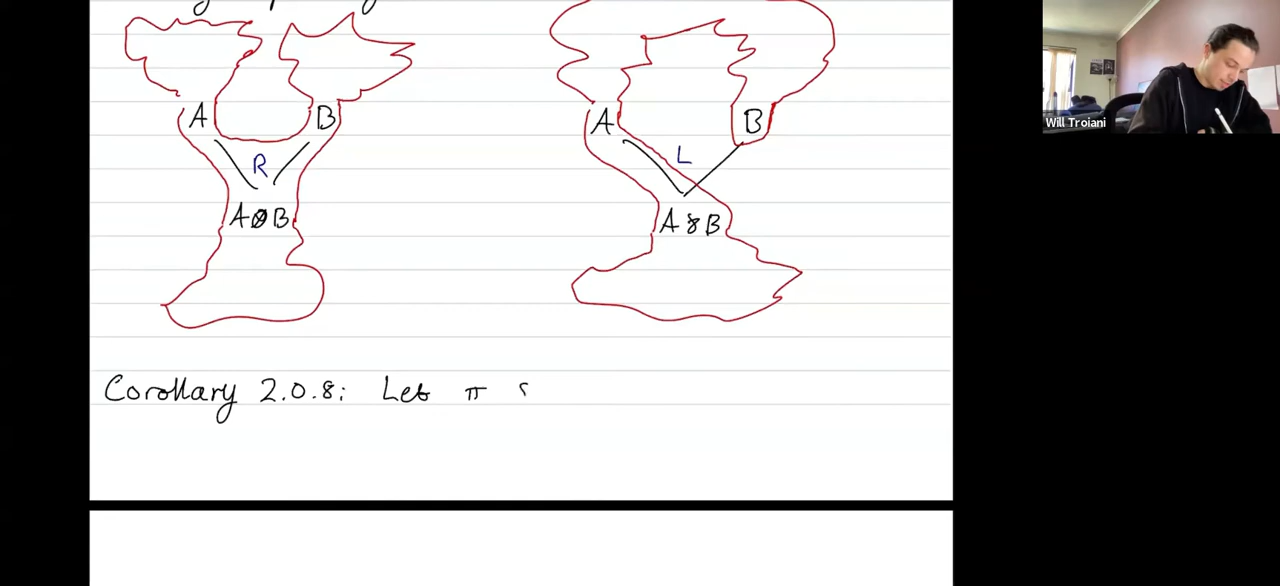 A B A B
R L
A⊗B A⅋B
Corollary 2.0.8: Let π
Will Troiani